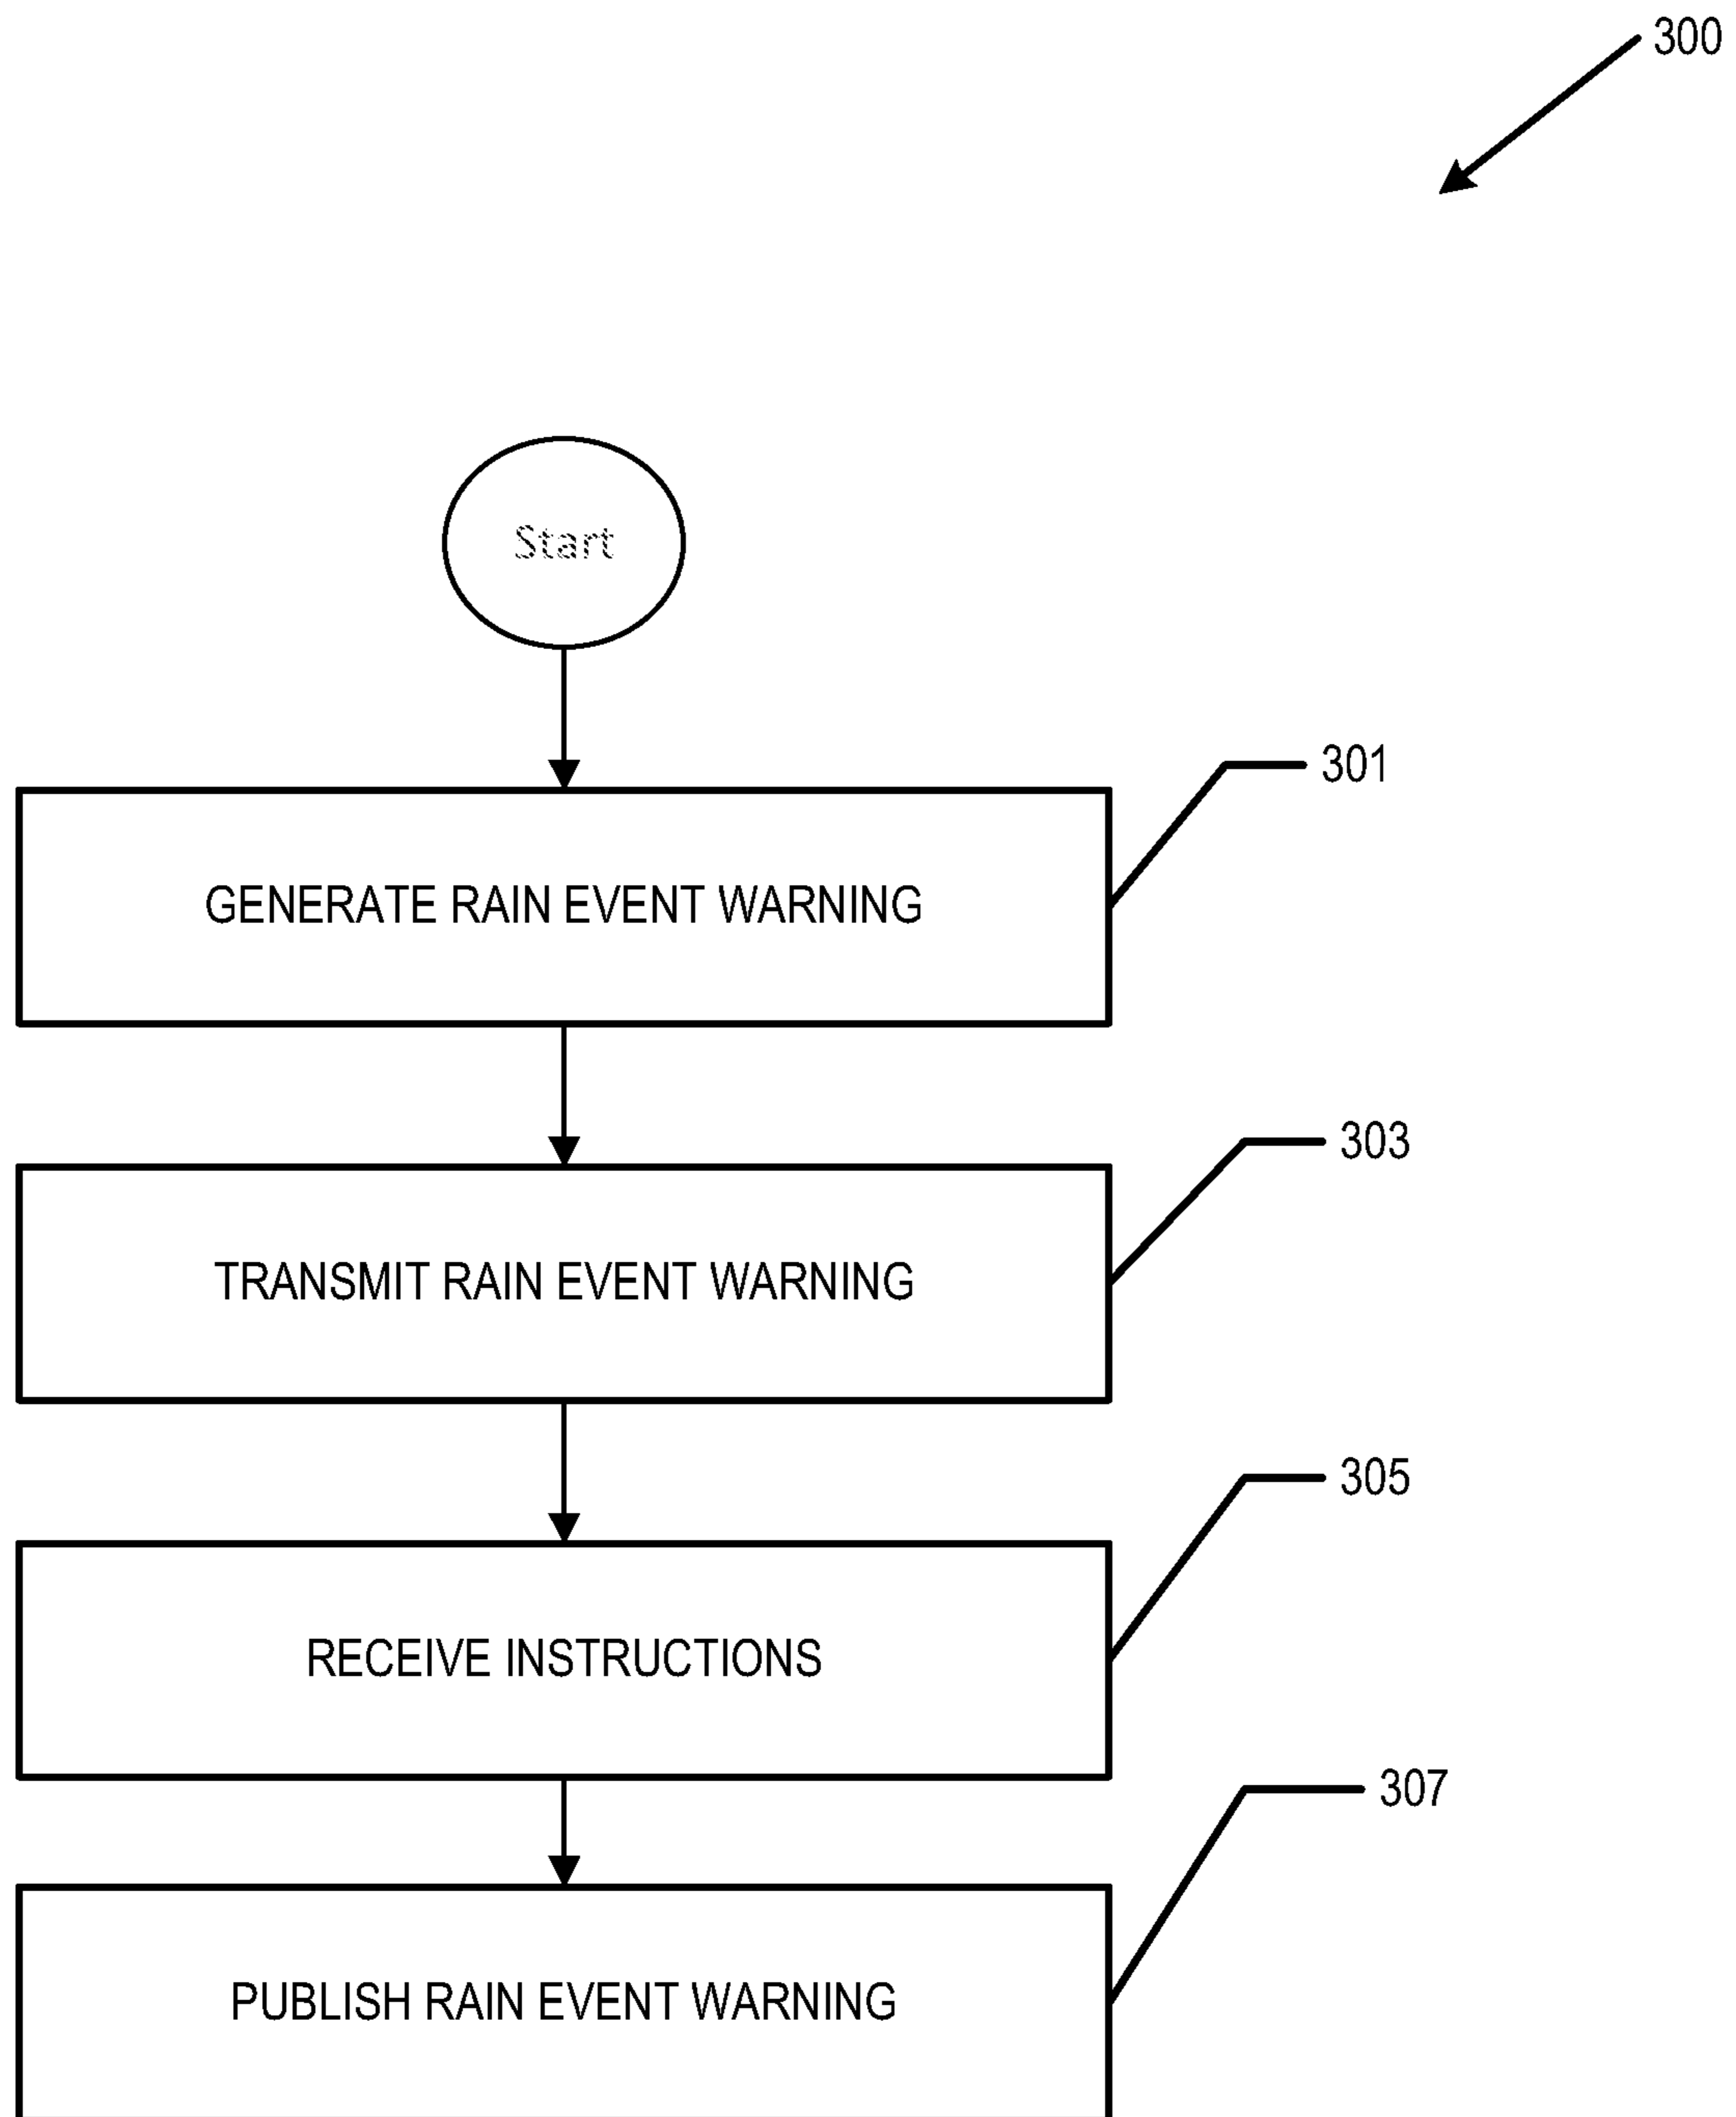 300
Start
301
GENERATE RAIN EVENT WARNING
303
TRANSMIT RAIN EVENT WARNING
305
RECEIVE INSTRUCTIONS
307
PUBLISH RAIN EVENT WARNING